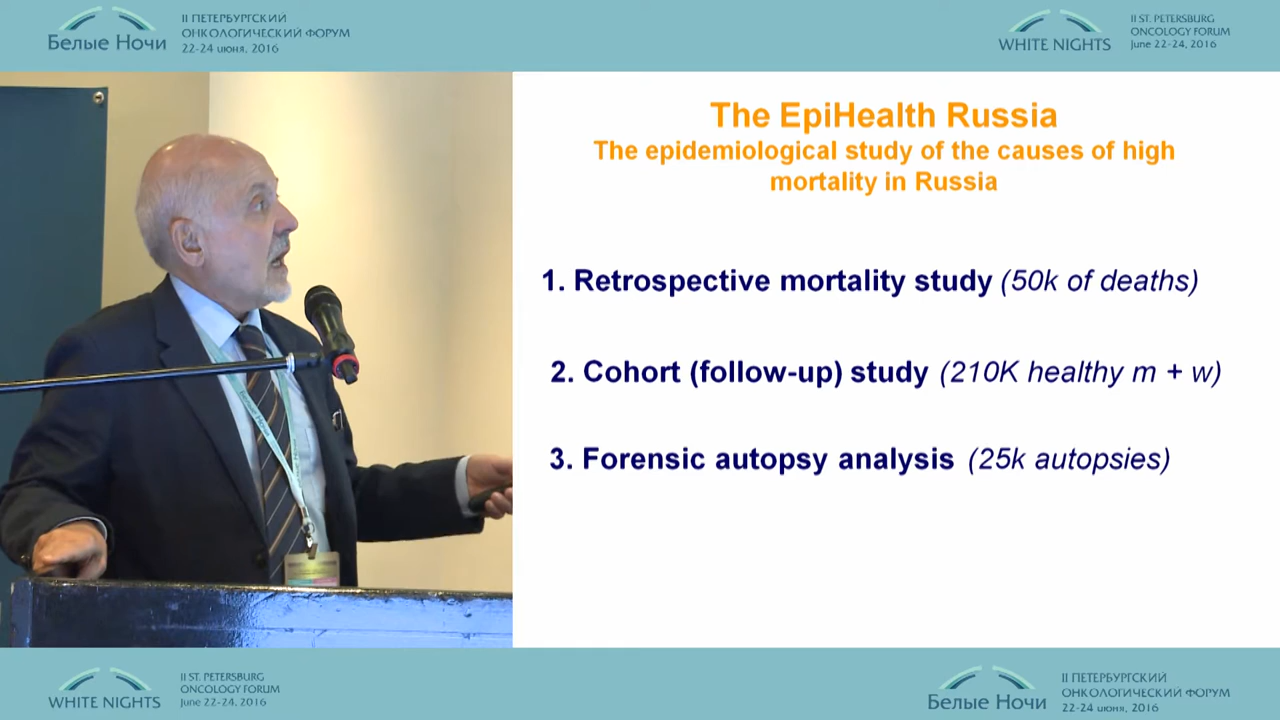 Белые Ночи
II ПЕТЕРБУРГСКИЙ
ОНКОЛОГИЧЕСКИЙ ФОРУМ
22-24 июня, 2016
WHITE NIGHTS
II ST. PETERSBURG
ONCOLOGY FORUM
June 22-24, 2016
The EpiHealth Russia
The epidemiological study of the causes of high
mortality in Russia
1. Retrospective mortality study (50k of deaths)
2. Cohort (follow-up) study (210K healthy m + w)
3. Forensic autopsy analysis (25k autopsies)
Белые Ночи
WHITE NIGHTS
II ST. PETERSBURG
ONCOLOGY FORUM
June 22-24, 2016
Белые Ночи
II ПЕТЕРБУРГСКИЙ
ОНКОЛОГИЧЕСКИЙ ФОРУМ
22-24 июня, 2016